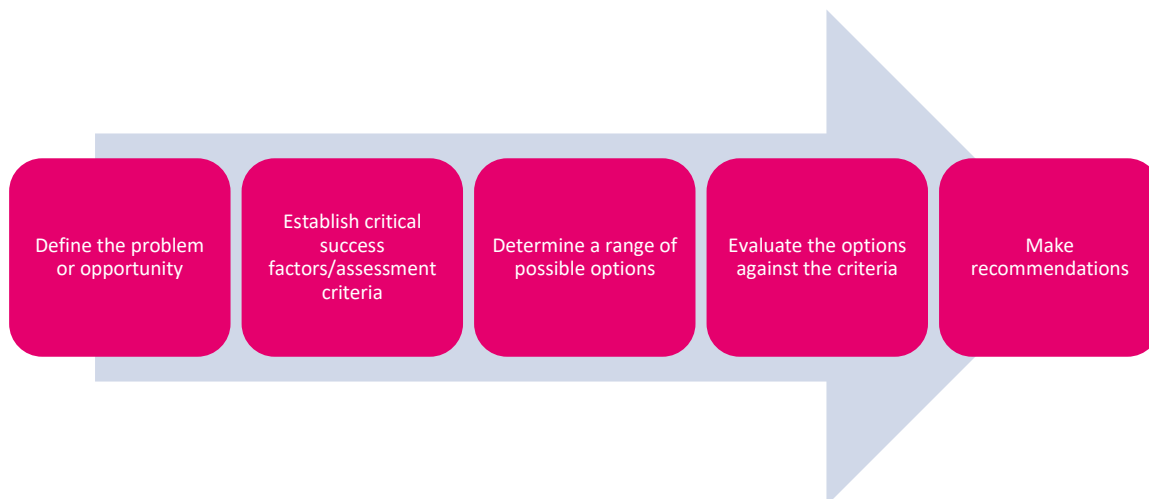 Define the problem
or opportunity
Establish critical
success
factors/assessment
criteria
Determine a range of
possible options
Evaluate the options
against the criteria
Make
recommendations